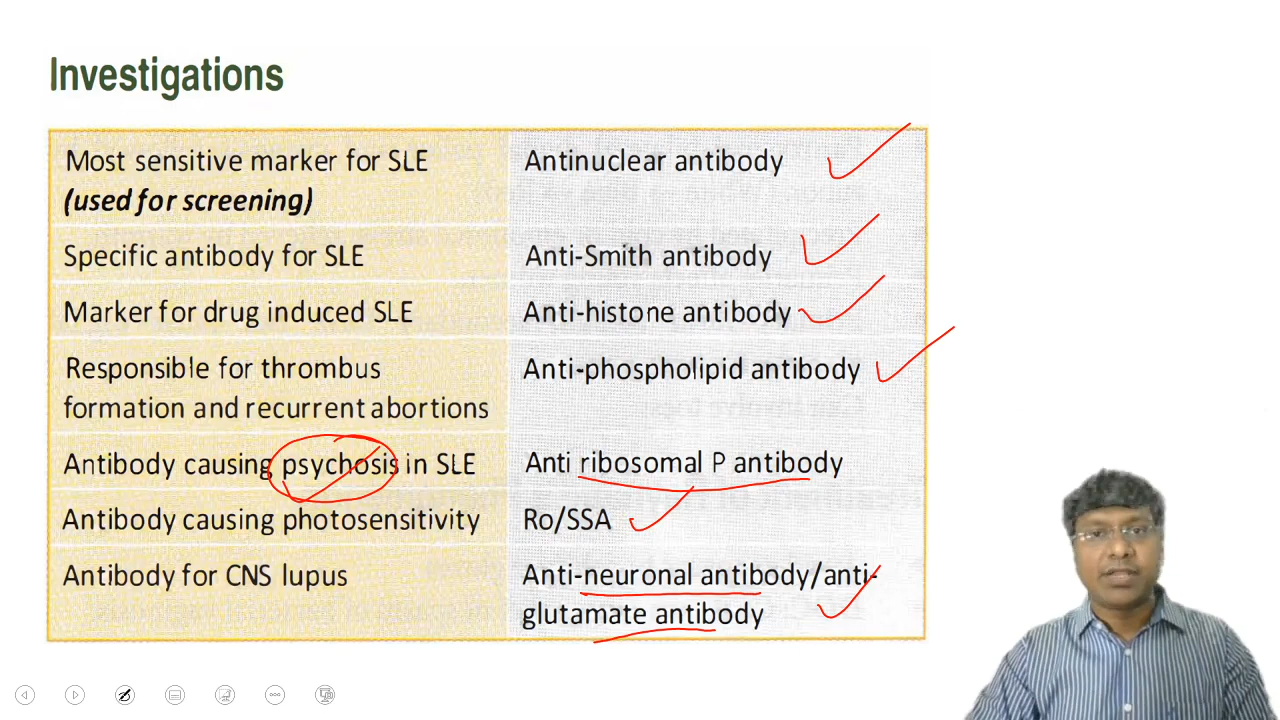 Investigations
Most sensitive marker for SLE
(used for screening)
Antinuclear antibody
Specific antibody for SLE
Anti-Smith antibody
Marker for drug induced SLE
Anti-histone antibody
Responsible for thrombus
formation and recurrent abortions
Anti-phospholipid antibody
Antibody causing psychosis in SLE
Anti ribosomal P antibody
Antibody causing photosensitivity
Ro/SSA
Antibody for CNS lupus
Anti-neuronal antibody/anti-
glutamate antibody